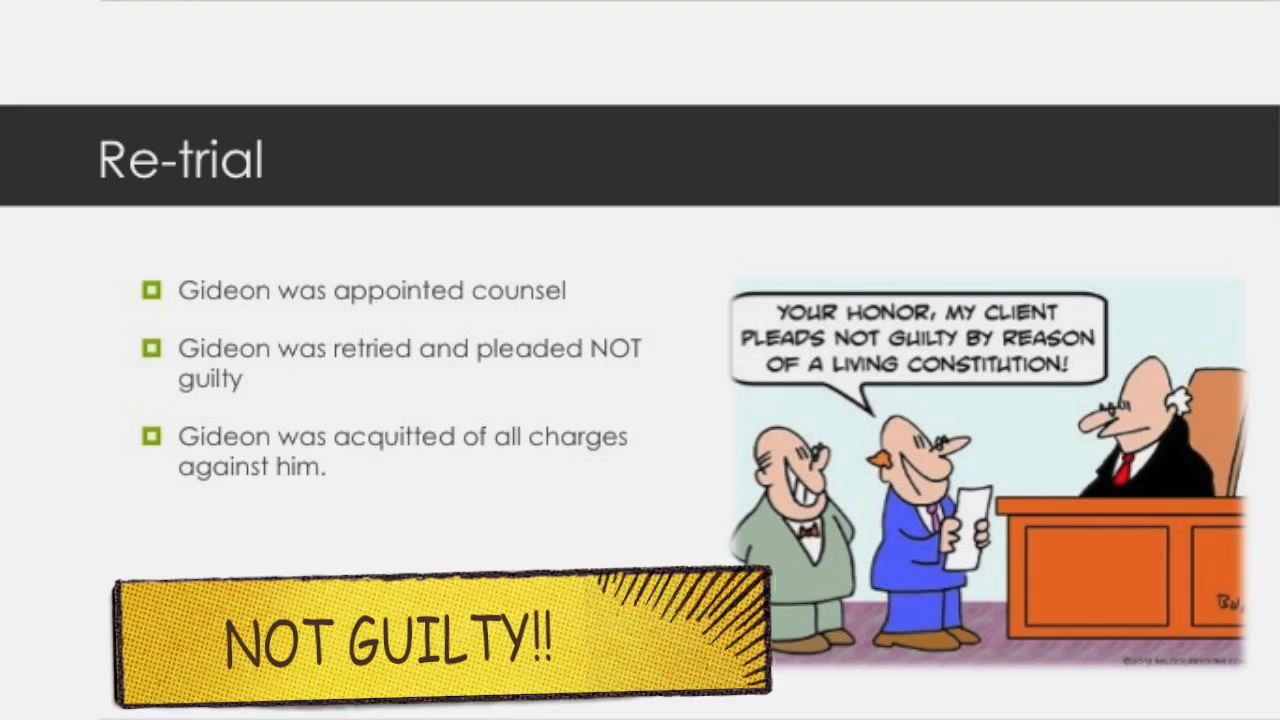 Re-trial
Gideon was appointed counsel
Gideon was retried and pleaded NOT
guilty
Gideon was acquitted of all charges
against him.
YOUR HONOR, MY CLIENT
PLEADS NOT GUILTY BY REASON
OF A LIVING CONSTITUTION!
NOT GUILTY!!